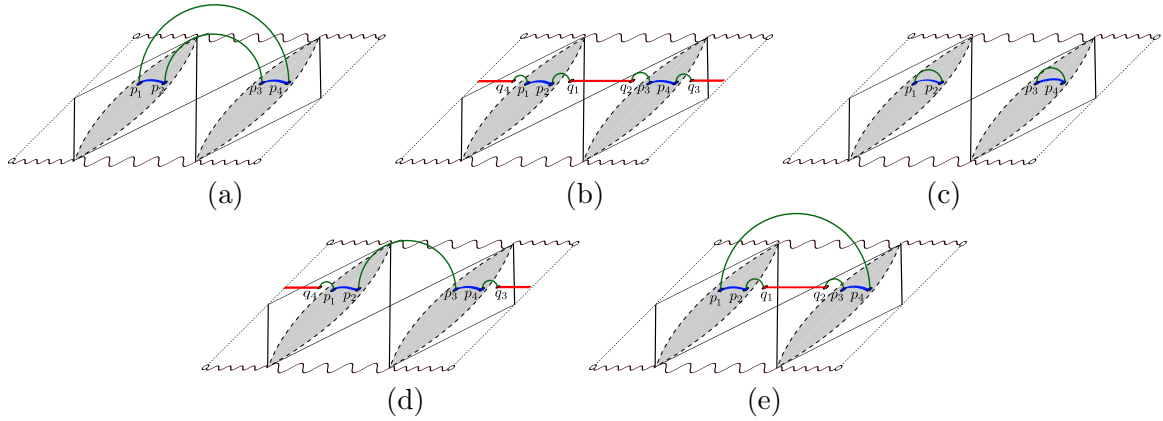 p1 p2 p3 p4
(a)
q4 p1 p2 q1 q2 p3 p4 q3
(b)
p1 p2 p3 p4
(c)
q4 p1 p2 p3 p4 q3
(d)
p1 p2 q1 q2 p3 p4
(e)